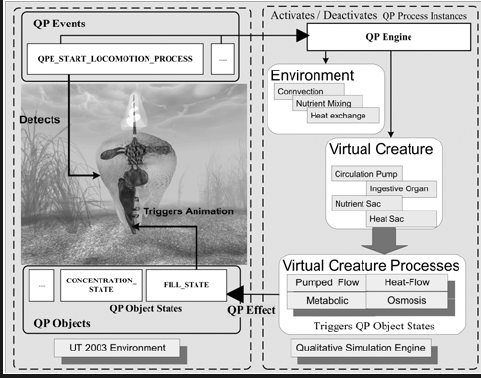 QP Events
QPE_START_LOCOMOTION_PROCESS
....
Detects
Triggers Animation
....
CONCENTRATION_
STATE
FILL_STATE
QP Object States
QP Objects
UT 2003 Environment
Activates / Deactivates QP Process Instances
QP Engine
Environment
Connvection
Nutrient Mixing
Heat exchange
Virtual Creature
Circulation Pump
Ingestive Organ
Nutrient Sac
Heat Sac
Virtual Creature Processes
Pumped Flow
Heat-Flow
Metabolic
Osmosis
Triggers QP Object States
QP Effect
Qualitative Simulation Engine